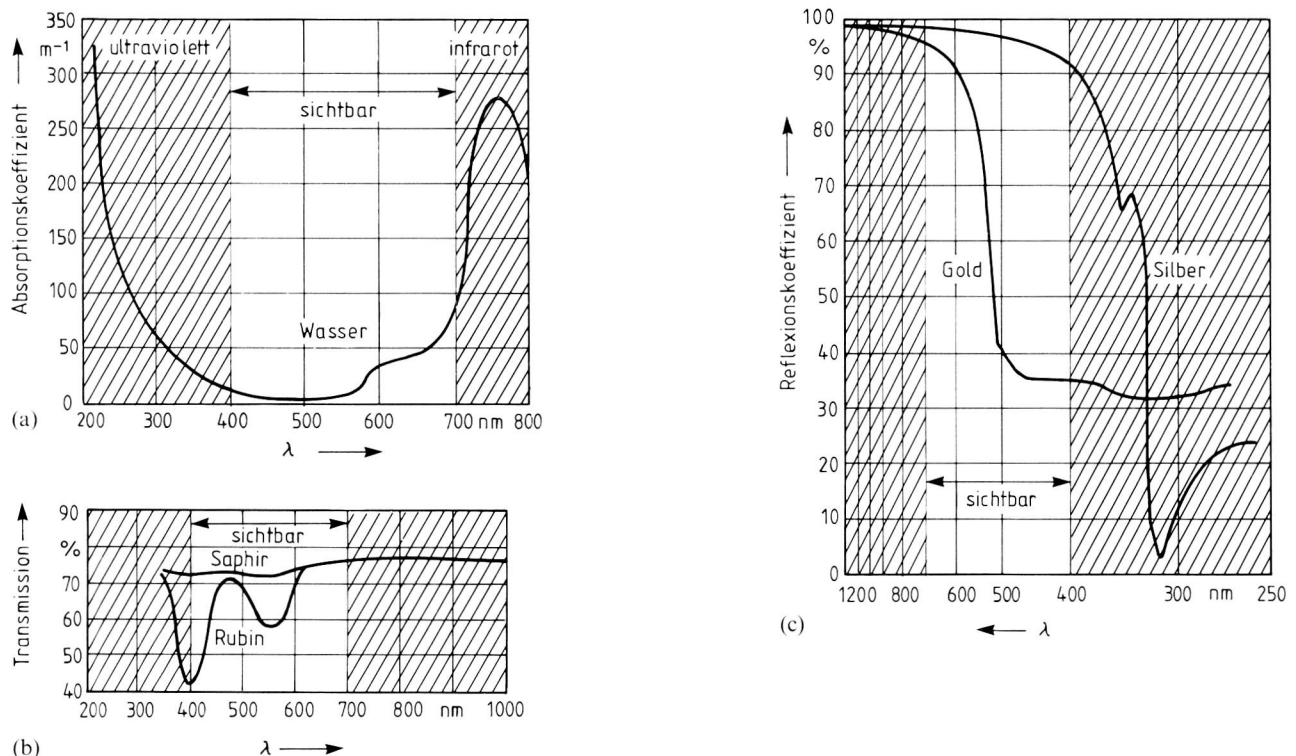 350
m⁻¹
300
250
200
150
100
50
0
Absorptionskoeffizient
ultraviolett
infrarot
sichtbar
Wasser
200 300 400 500 600 700 nm 800
λ
(a)
90
%
70
60
50
40
Transmission
sichtbar
Saphir
Rubin
200 300 400 500 600 700 800 nm 1000
λ
(b)
100
%
90
80
70
60
50
40
30
20
10
0
Reflexionskoeffizient
Gold
Silber
sichtbar
1200 800 600 500 400 300 nm 250
λ
(c)